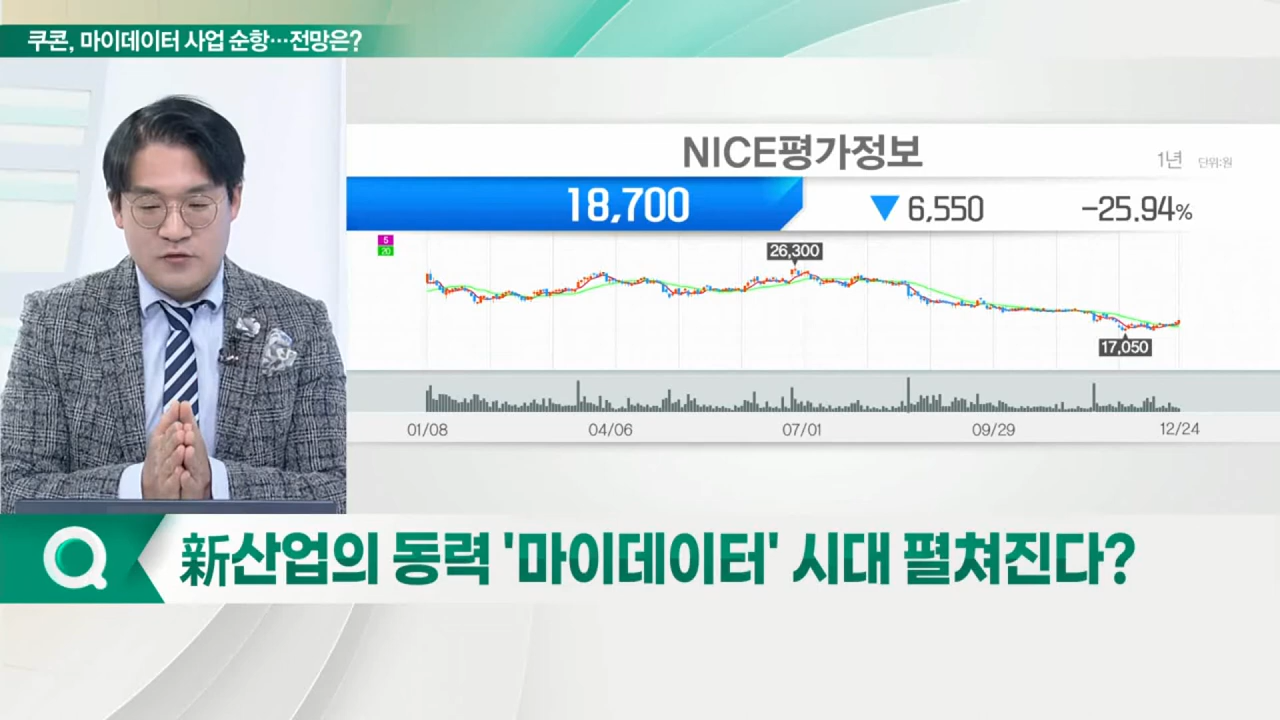 쿠콘, 마이데이터 사업 순항…전망은?
NICE평가정보
1년 단위:원
18,700 ▼ 6,550 -25.94%
5
20
26,300
17,050
01/08 04/06 07/01 09/29 12/24
Q 新산업의 동력 '마이데이터' 시대 펼쳐진다?